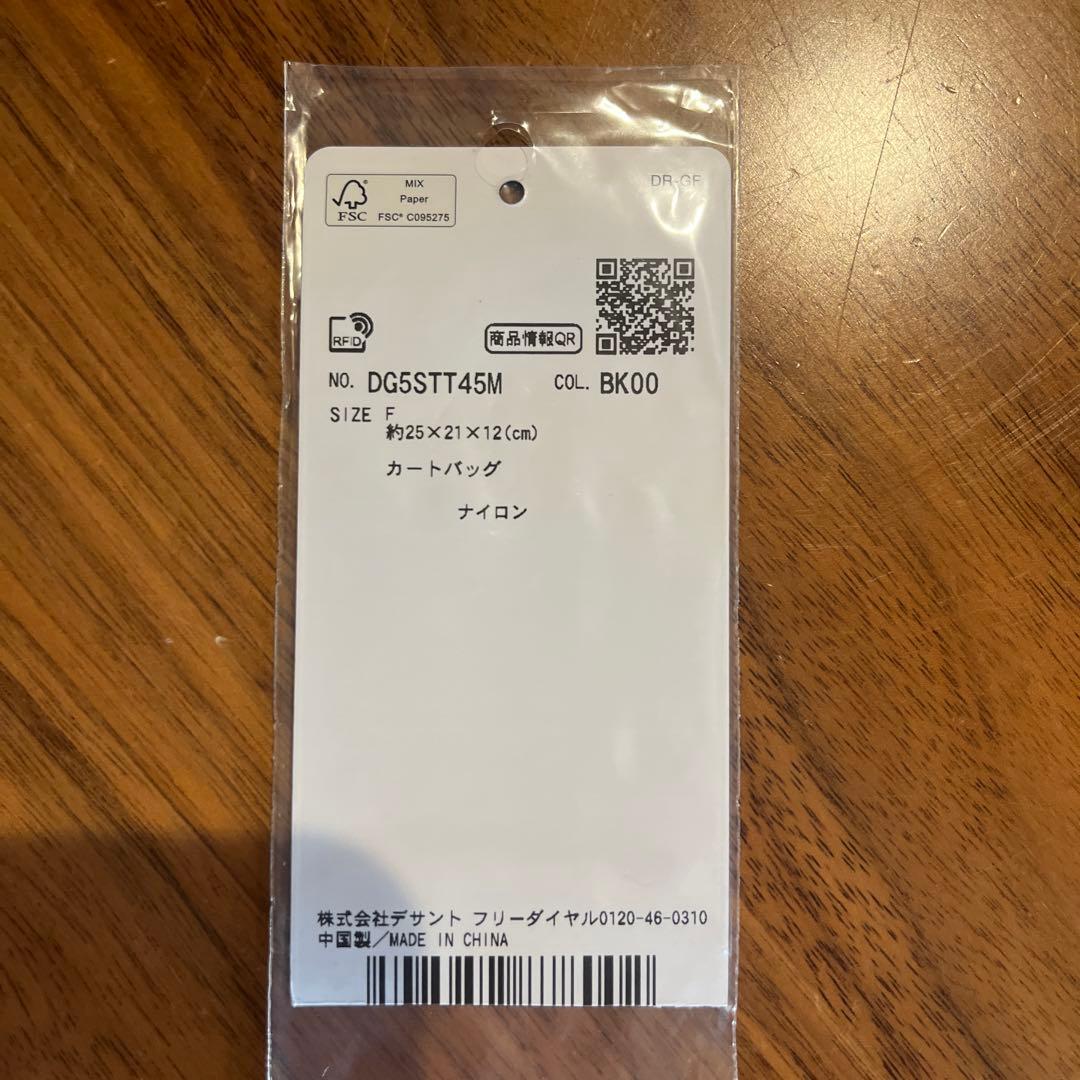 MIX
Paper
FSC® C095275
FSC
DR-GF
RFID
商品情報QR
NO. DG5STT45M COL. BK00
SIZE F
約25×21×12(cm)
カートバッグ
ナイロン
株式会社デサント フリーダイヤル0120-46-0310
中国製/MADE IN CHINA